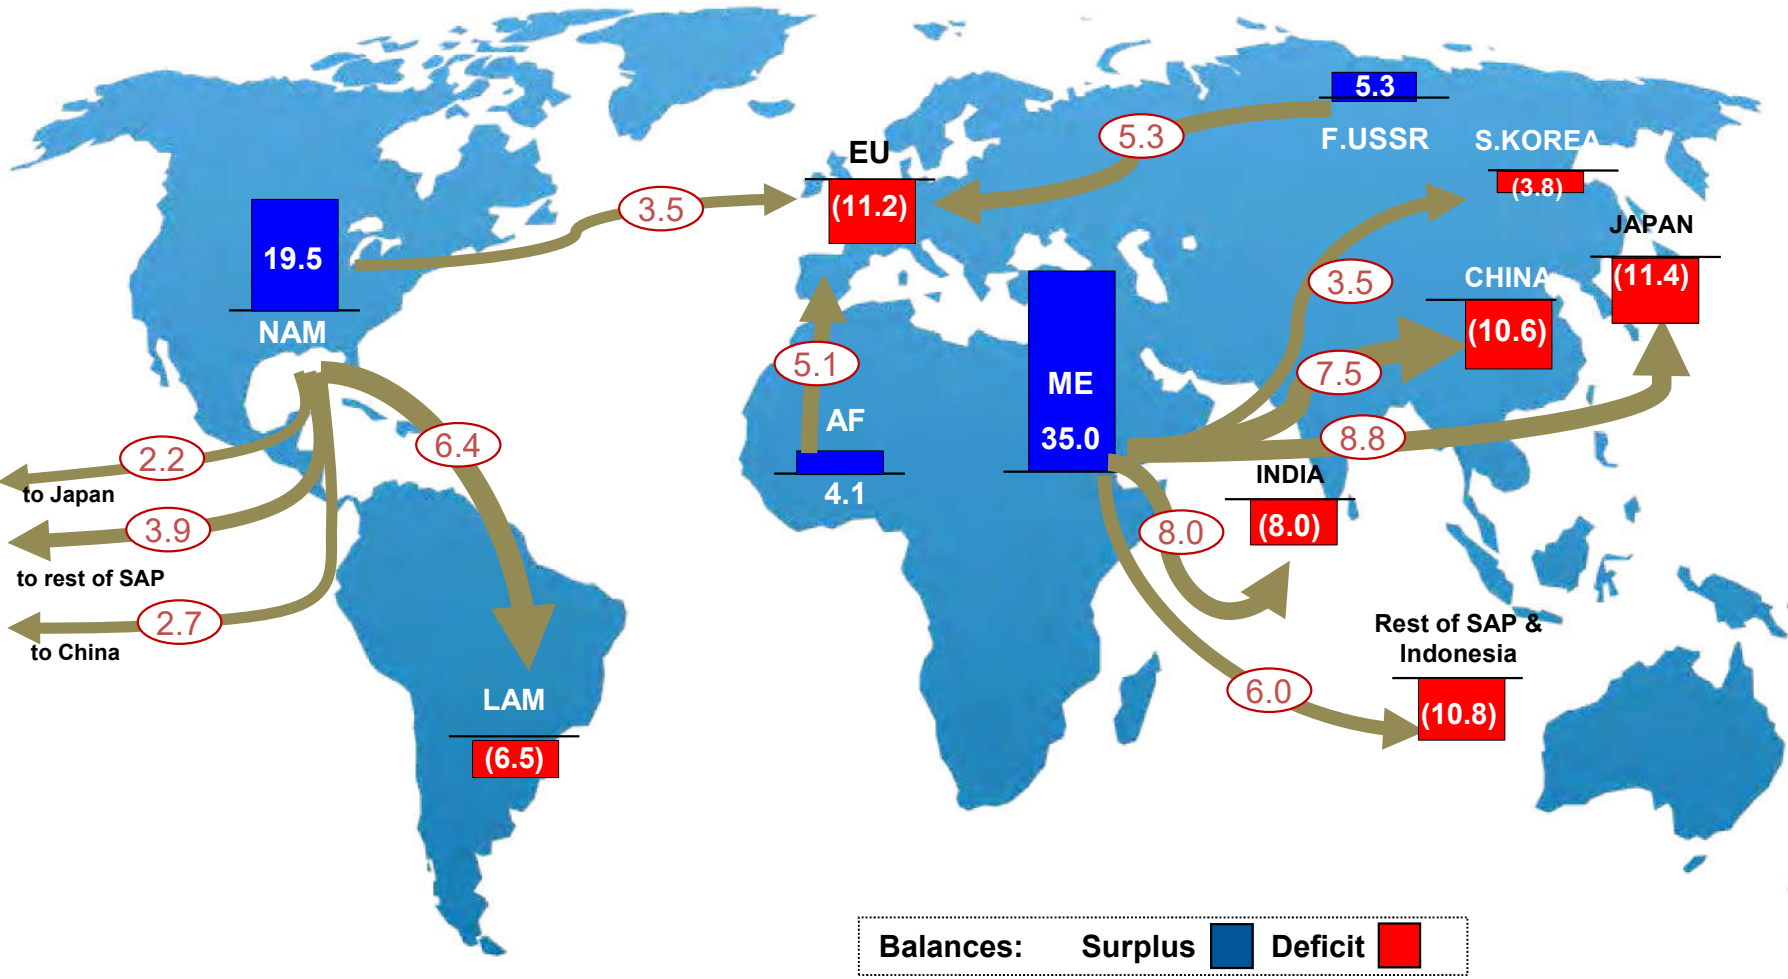 5.3
F.USSR
S.KOREA
(3.8)
5.3
EU
(11.2)
3.5
19.5
NAM
JAPAN
(11.4)
CHINA
(10.6)
3.5
7.5
5.1
AF
4.1
ME
35.0
8.8
INDIA
(8.0)
8.0
6.4
2.2
to Japan
3.9
to rest of SAP
2.7
to China
LAM
(6.5)
Rest of SAP &
Indonesia
6.0
(10.8)
Balances: Surplus Deficit